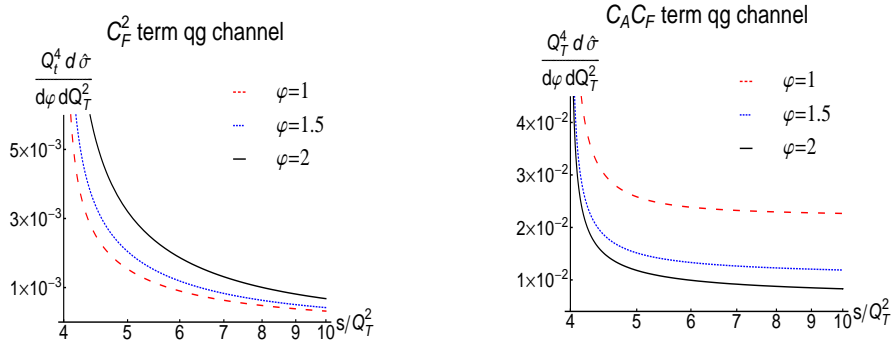 C_F^2 term qg channel
Q_t^4 d σ̂
dφ dQ_T^2
φ=1
φ=1.5
φ=2
5×10^-3
3×10^-3
1×10^-3
4 5 6 7 8 9 10 s/Q_T^2
C_A C_F term qg channel
Q_T^4 d σ̂
dφ dQ_T^2
φ=1
φ=1.5
φ=2
4×10^-2
3×10^-2
2×10^-2
1×10^-2
4 5 6 7 8 9 10 s/Q_T^2